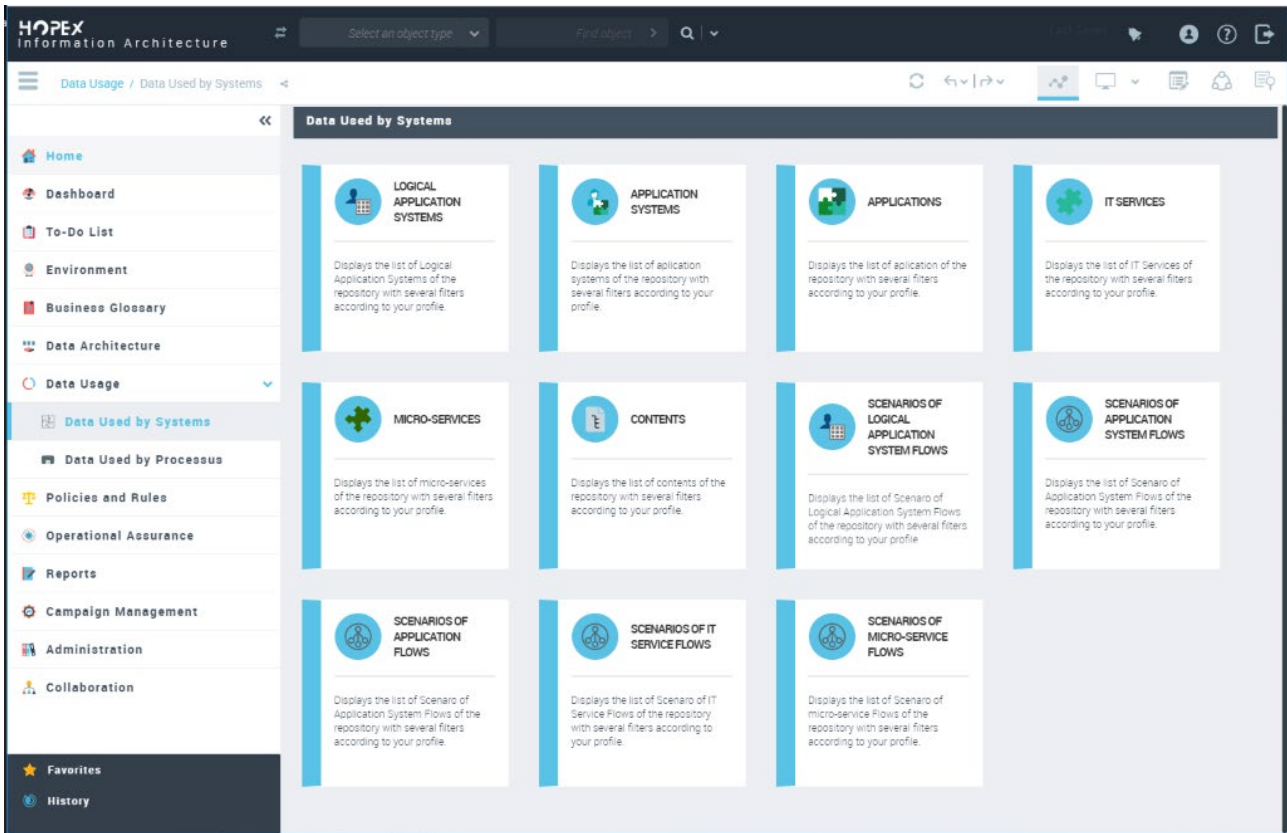 HOPEX
Information Architecture
Select an object type
Find object
Data Usage / Data Used by Systems
Data Used by Systems
Home
Dashboard
To-Do List
Environment
Business Glossary
Data Architecture
Data Usage
Data Used by Systems
Data Used by Processus
Policies and Rules
Operational Assurance
Reports
Campaign Management
Administration
Collaboration
Favorites
History
LOGICAL
APPLICATION
SYSTEMS
Displays the list of Logical
Application Systems of the
repository with several filters
according to your profile.
APPLICATION
SYSTEMS
Displays the list of aplication
systems of the repository with
several filters according to your
profile.
APPLICATIONS
Displays the list of aplication of the
repository with several filters
according to your profile.
IT SERVICES
Displays the list of IT Services of
the repository with several filters
according to your profile.
MICRO-SERVICES
Displays the list of micro-services
of the repository with several filters
according to your profile.
CONTENTS
Displays the list of contents of the
repository with several filters
according to your profile.
SCENARIOS OF
LOGICAL
APPLICATION
SYSTEM FLOWS
Displays the list of Scenaro of
Logical Application System Flows
of the repository with several filters
according to your profile
SCENARIOS OF
APPLICATION
SYSTEM FLOWS
Displays the list of Scenaro of
Application System Flows of the
repository with several filters
according to your profile.
SCENARIOS OF
APPLICATION
FLOWS
Displays the list of Scenaro of
Application System Flows of the
repository with several filters
according to your profile.
SCENARIOS OF IT
SERVICE FLOWS
Displays the list of Scenaro of IT
Service Flows of the repository
with several filters according to
your profile.
SCENARIOS OF
MICRO-SERVICE
FLOWS
Displays the list of Scenaro of
micro-service Flows of the
repository with several filters
according to your profile.